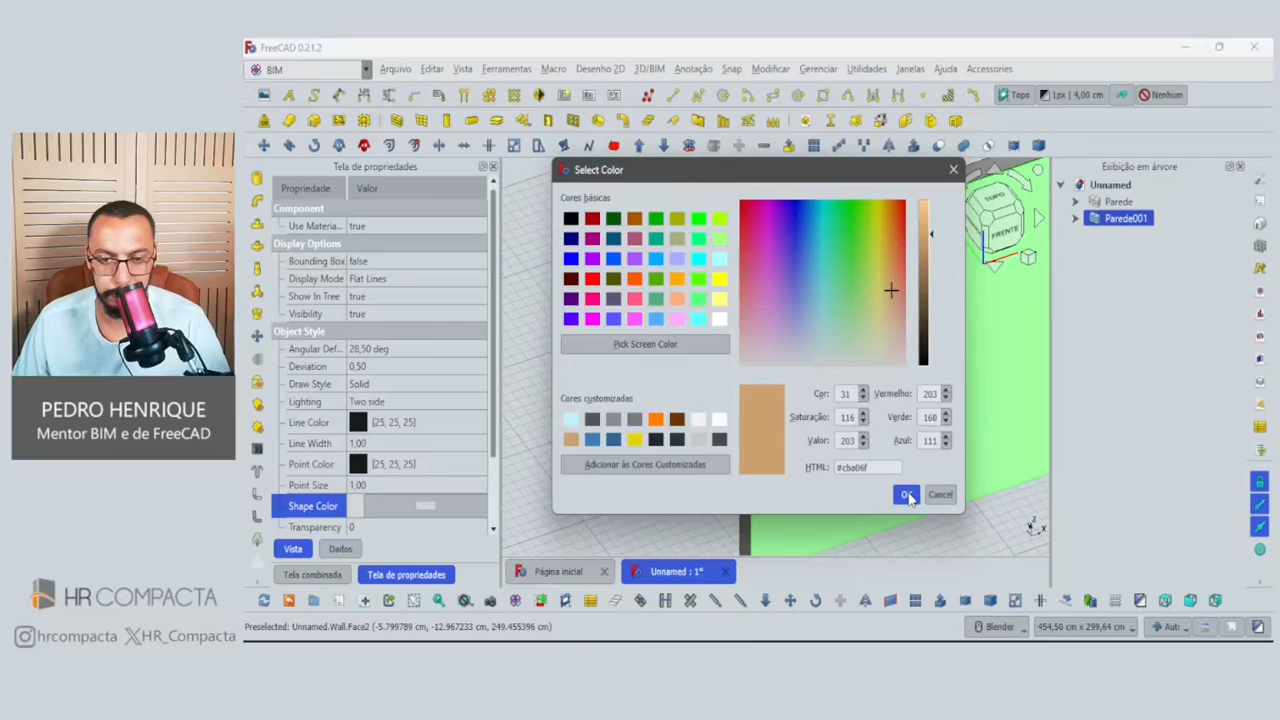 FreeCAD 0.21.2
BIM
Arquivo Editar Vista Ferramentas Macro Desenho 2D 3D/BIM Anotação Snap Modificar Gerenciar Utilidades Janelas Ajuda Accessories
Topo 1px | 4,00 cm Nenhum
Tela de propriedades
Propriedade Valor
Component
Use Materia... true
Display Options
Bounding Box false
Display Mode Flat Lines
Show In Tree true
Visibility true
Object Style
Angular Def... 28,50 deg
Deviation 0,50
Draw Style Solid
Lighting Two side
Line Color [25, 25, 25]
Line Width 1,00
Point Color [25, 25, 25]
Point Size 1,00
Shape Color
Transparency 0
Vista Dados
Tela combinada Tela de propriedades
Select Color
Cores básicas
Pick Screen Color
Cores customizadas
Adicionar às Cores Customizadas
Cor: 31 Vermelho: 203
Saturação: 116 Verde: 160
Valor: 203 Azul: 111
HTML: #cba06f
OK Cancel
TOPO
FRENTE
Z
X
Exibição em árvore
Unnamed
Parede
Parede001
Página inicial Unnamed : 1*
Preselected: Unnamed.Wall.Face2 (-5.799789 cm, -12.967233 cm, 249.455396 cm)
Blender 454,50 cm x 299,64 cm Auto
PEDRO HENRIQUE
Mentor BIM e de FreeCAD
HR COMPACTA
hrcompacta HR_Compacta